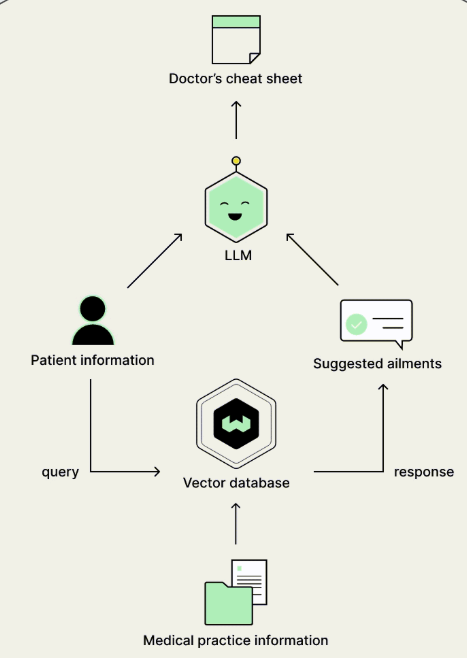 Doctor's cheat sheet
LLM
Patient information
Suggested ailments
query
Vector database
response
Medical practice information